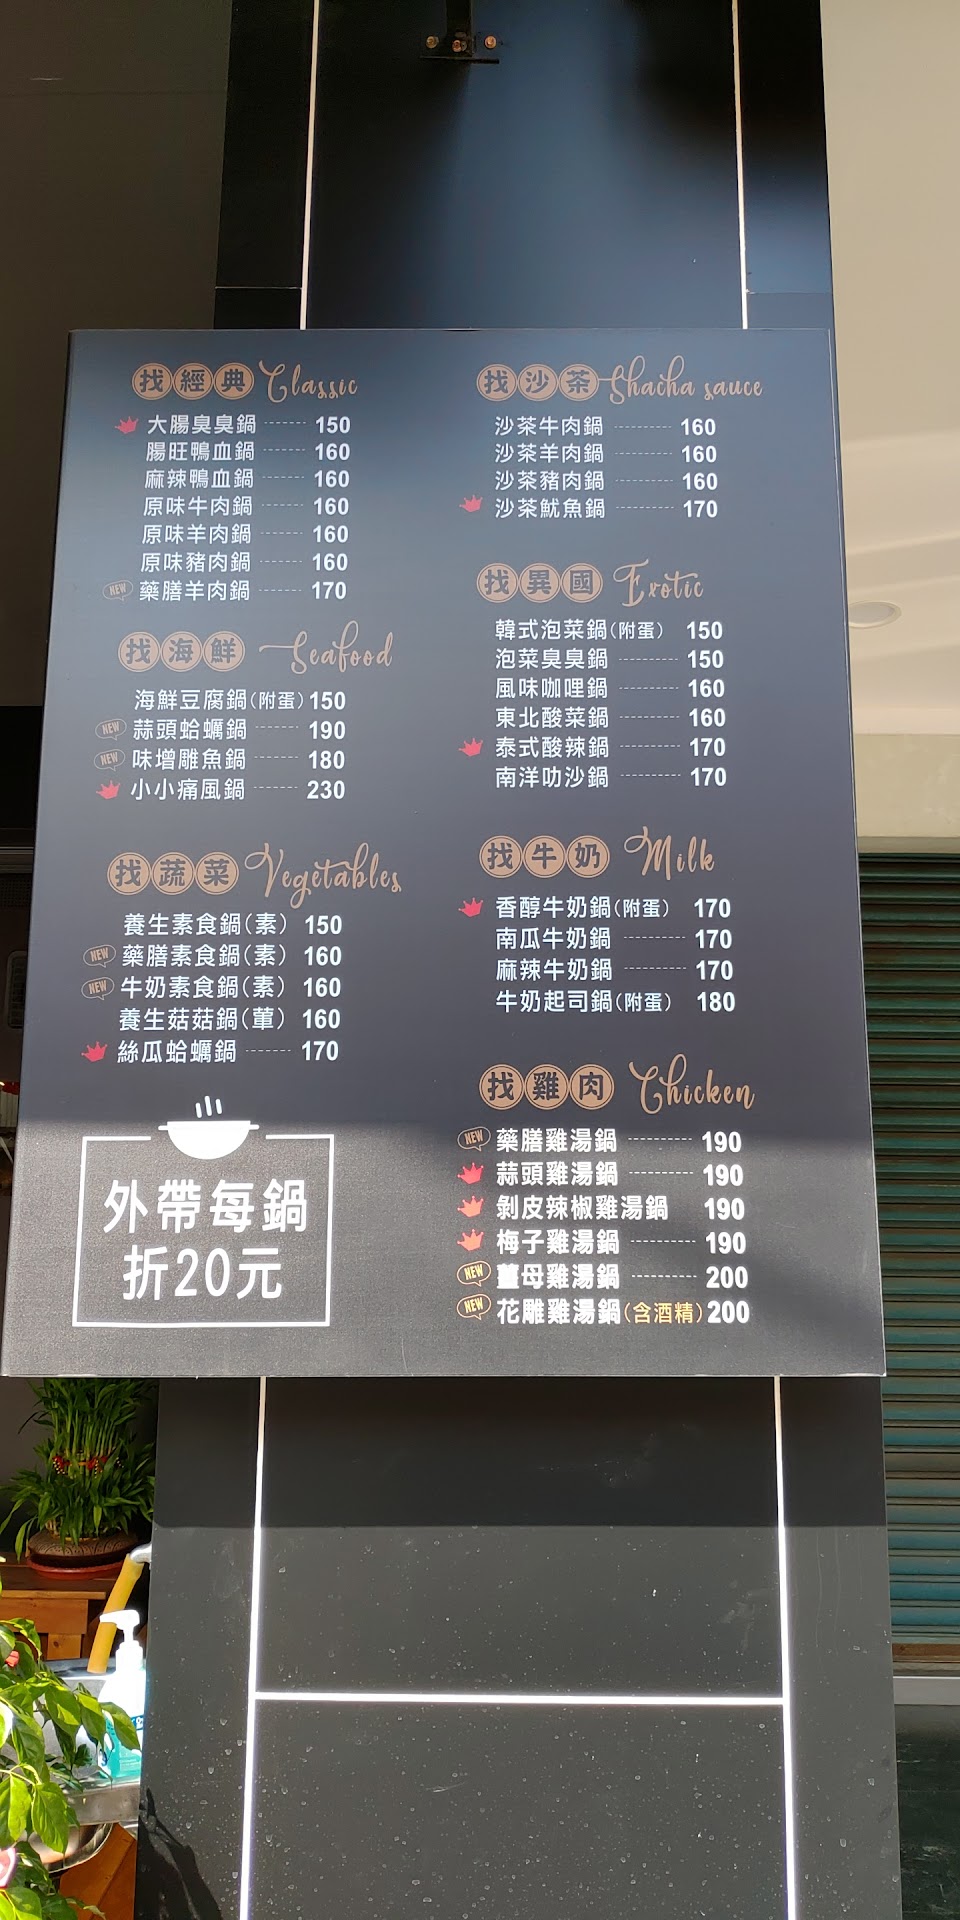 找經典 Classic
大腸臭臭鍋 150
腸旺鴨血鍋 160
麻辣鴨血鍋 160
原味牛肉鍋 160
原味羊肉鍋 160
原味豬肉鍋 160
NEW 藥膳羊肉鍋 170
找海鮮 Seafood
海鮮豆腐鍋(附蛋) 150
NEW 蒜頭蛤蠣鍋 190
NEW 味增雕魚鍋 180
小小痛風鍋 230
找蔬菜 Vegetables
養生素食鍋(素) 150
NEW 藥膳素食鍋(素) 160
NEW 牛奶素食鍋(素) 160
養生菇菇鍋(葷) 160
絲瓜蛤蠣鍋 170
外帶每鍋
折20元
找沙茶 Shacha sauce
沙茶牛肉鍋 160
沙茶羊肉鍋 160
沙茶豬肉鍋 160
沙茶魷魚鍋 170
找異國 Exotic
韓式泡菜鍋(附蛋) 150
泡菜臭臭鍋 150
風味咖哩鍋 160
東北酸菜鍋 160
泰式酸辣鍋 170
南洋叻沙鍋 170
找牛奶 Milk
香醇牛奶鍋(附蛋) 170
南瓜牛奶鍋 170
麻辣牛奶鍋 170
牛奶起司鍋(附蛋) 180
找雞肉 Chicken
NEW 藥膳雞湯鍋 190
蒜頭雞湯鍋 190
剝皮辣椒雞湯鍋 190
梅子雞湯鍋 190
NEW 薑母雞湯鍋 200
NEW 花雕雞湯鍋(含酒精) 200